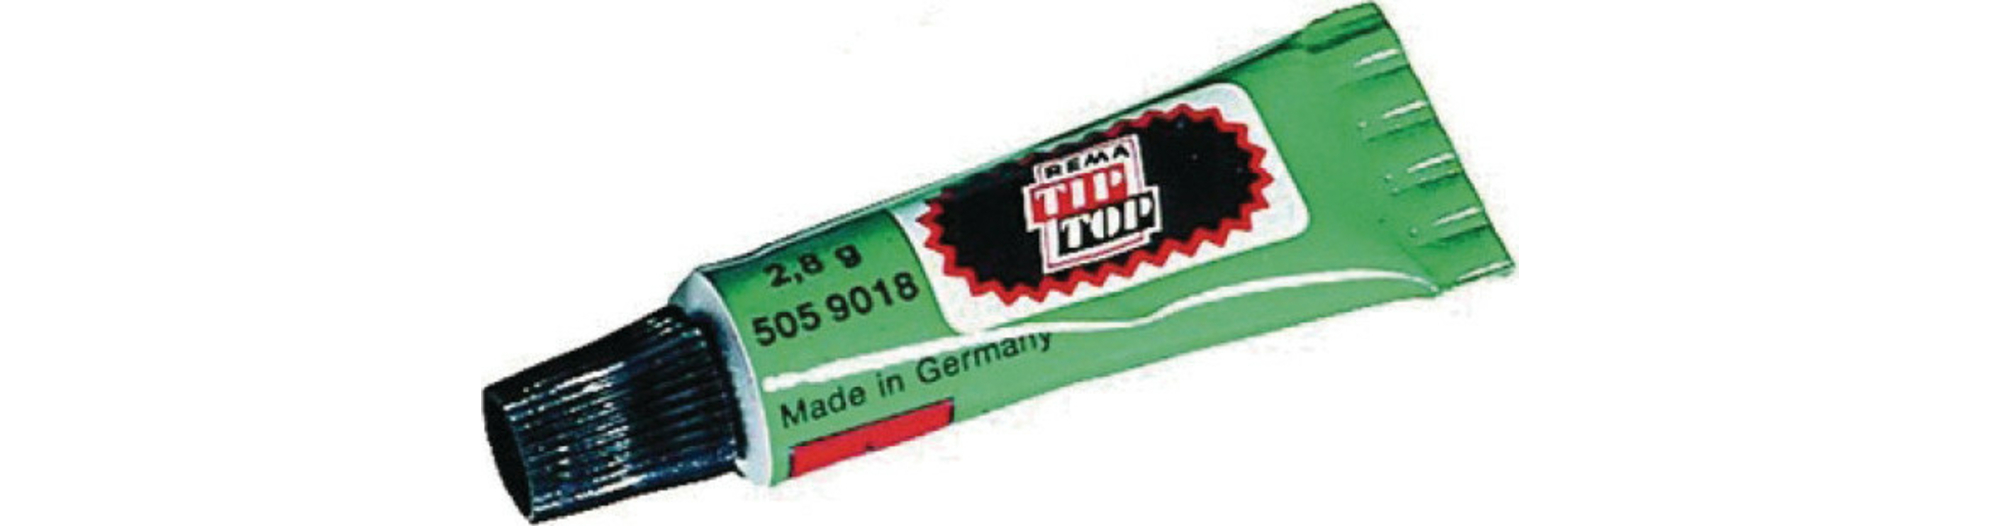 REMA
TIP
TOP
2,8 g
505 9018
Made in Germany